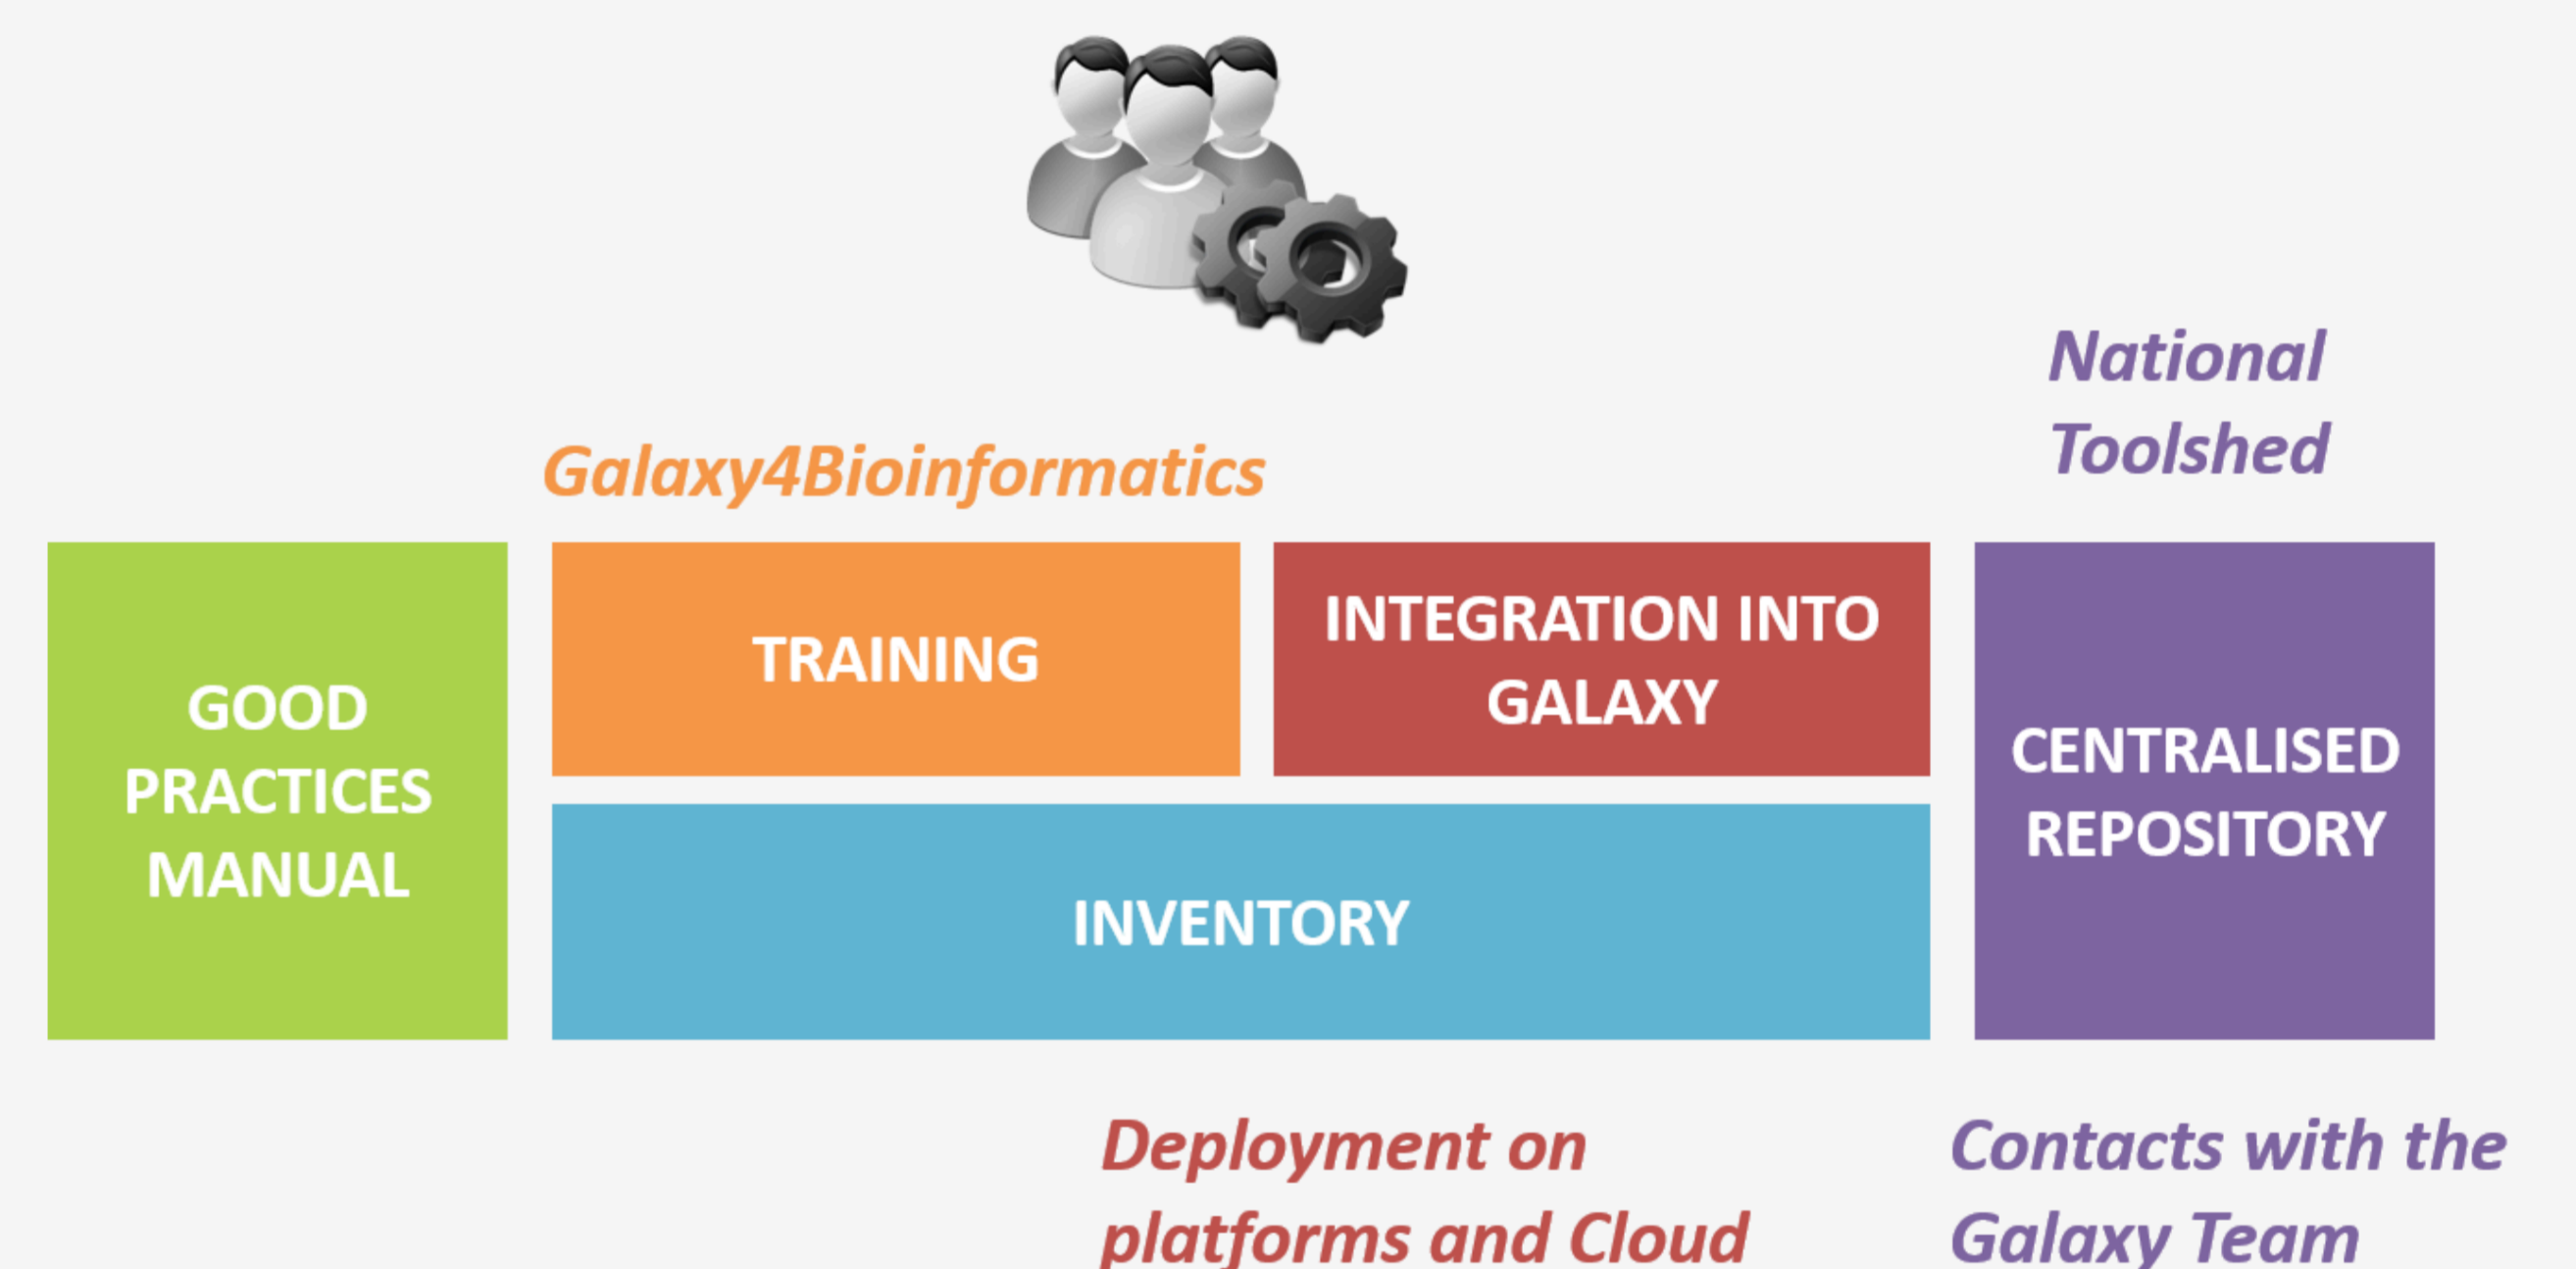 National
Toolshed
Galaxy4Bioinformatics
GOOD
PRACTICES
MANUAL
TRAINING
INTEGRATION INTO
GALAXY
INVENTORY
CENTRALISED
REPOSITORY
Deployment on
platforms and Cloud
Contacts with the
Galaxy Team